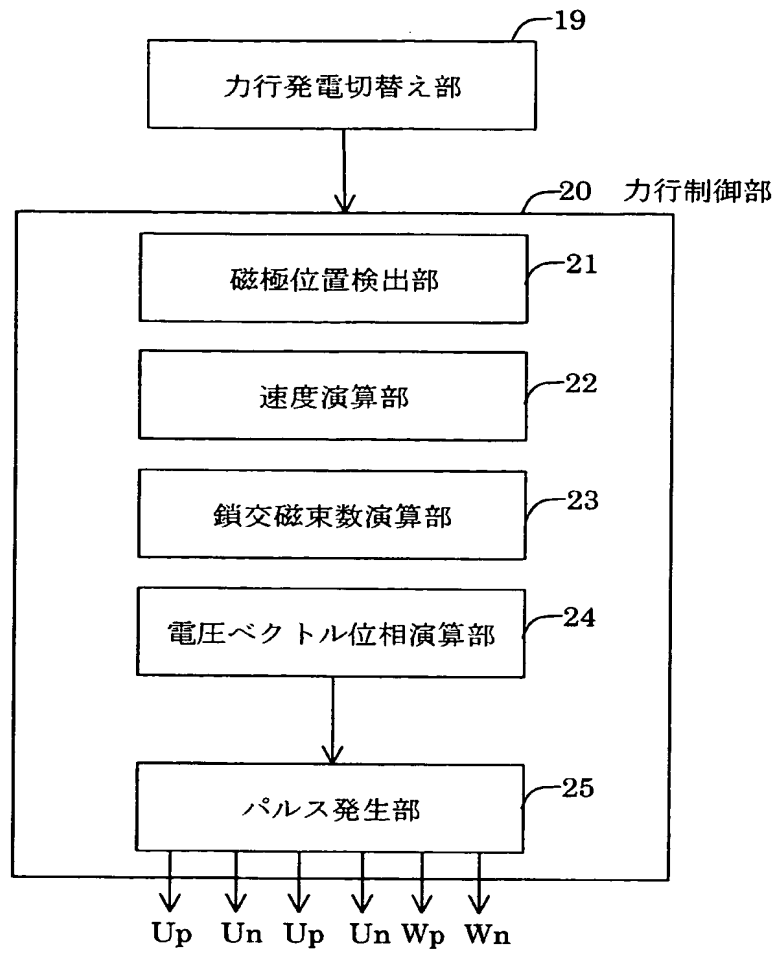 19
力行発電切替え部
20 力行制御部
磁極位置検出部
21
速度演算部
22
鎖交磁束数演算部
23
電圧ベクトル位相演算部
24
パルス発生部
25
Up Un Up Un Wp Wn